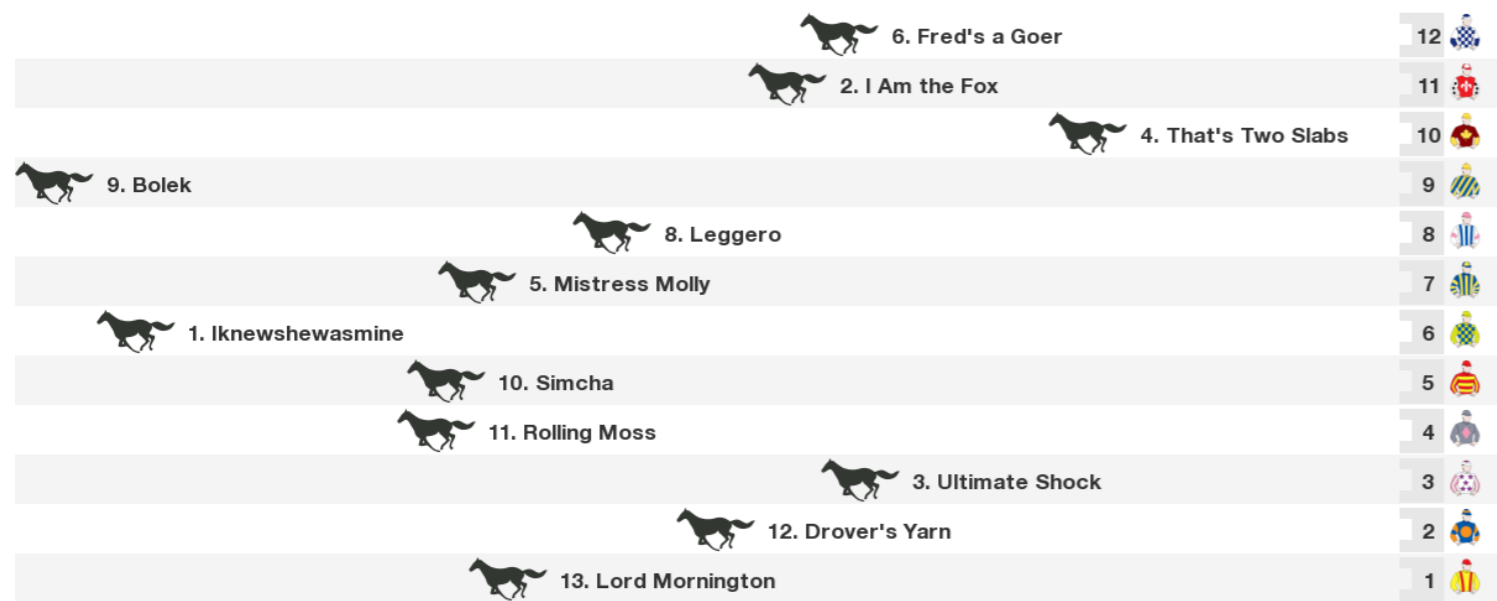 6. Fred's a Goer 12
2. I Am the Fox 11
4. That's Two Slabs 10
9. Bolek 9
8. Leggero 8
5. Mistress Molly 7
1. Iknewshewasmine 6
10. Simcha 5
11. Rolling Moss 4
3. Ultimate Shock 3
12. Drover's Yarn 2
13. Lord Mornington 1